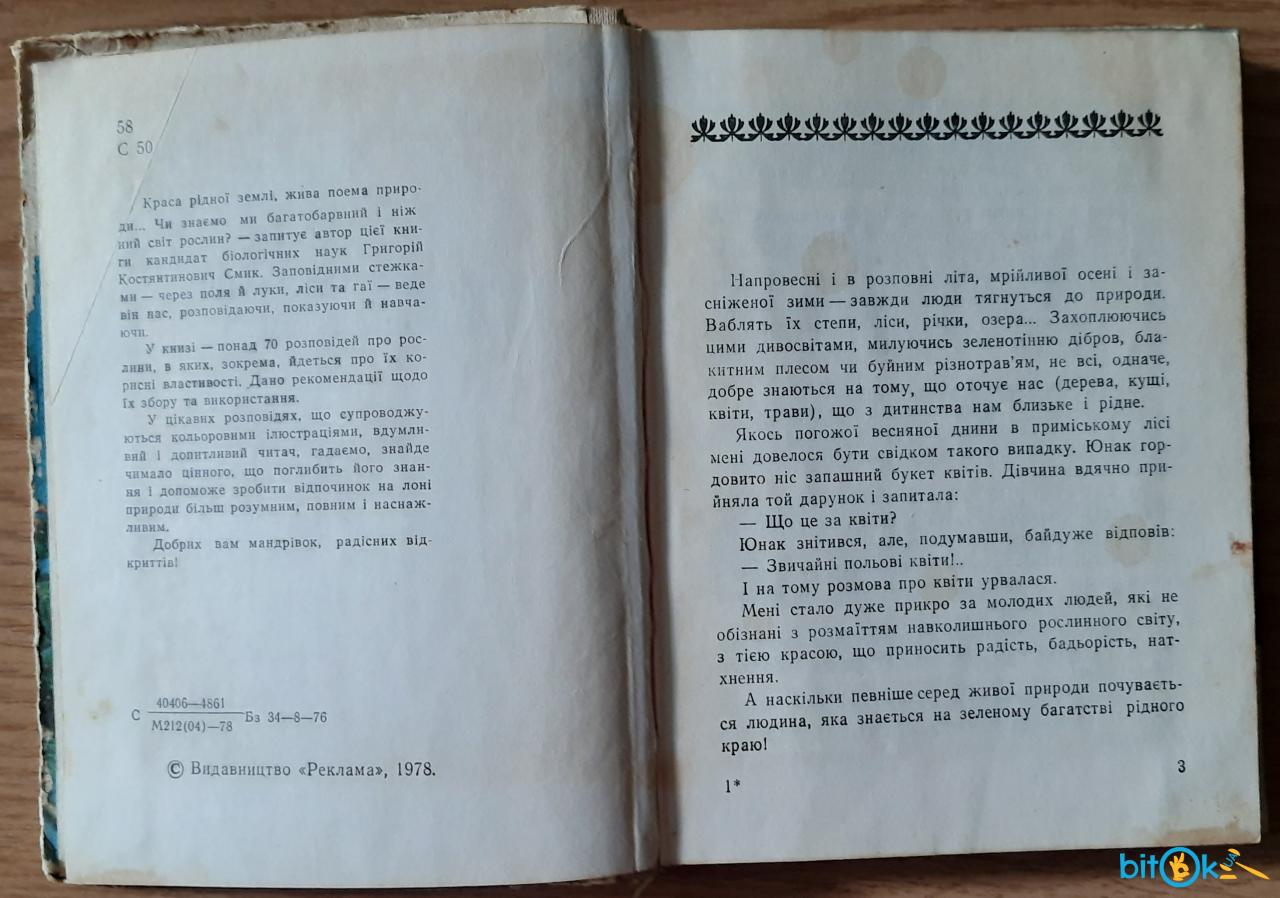 58
С 50
Краса рідної землі, жива поема приро-
ди... Чи знаємо ми багатобарвний і ніж
ний світ рослин? — запитує автор цієї кни-
ги кандидат біологічних наук Григорій
Костянтинович Смик. Заповідними стежка-
ми — через поля й луки, ліси та гаї — веде
він нас, розповідаючи, показуючи й навча-
ючи.
У книзі — понад 70 розповідей про рос-
лини, в яких, зокрема, йдеться про їх ко-
рисні властивості. Дано рекомендації щодо
їх збору та використання.
У цікавих розповідях, що супроводжу-
ються кольоровими ілюстраціями, вдумли-
вий і допитливий читач, гадаємо, знайде
чимало цінного, що поглибить його знан-
ня і допоможе зробити відпочинок на лоні
природи більш розумним, повним і наснаж-
ливим.
Добрих вам мандрівок, радісних від-
криттів!
С 40406—4861
М212(04)—78 Бз 34—8—76
© Видавництво «Реклама», 1978.
Напровесні і в розповні літа, мрійливої осені і за-
сніженої зими — завжди люди тягнуться до природи.
Ваблять їх степи, ліси, річки, озера... Захоплюючись
цими дивосвітами, милуючись зеленотінню дібров, бла-
китним плесом чи буйним різнотрав'ям, не всі, одначе,
добре знаються на тому, що оточує нас (дерева, кущі,
квіти, трави), що з дитинства нам близьке і рідне.
Якось погожої весняної днини в приміському лісі
мені довелося бути свідком такого випадку. Юнак гор-
довито ніс запашний букет квітів. Дівчина вдячно при-
йняла той дарунок і запитала:
— Що це за квіти?
Юнак знітився, але, подумавши, байдуже відповів:
— Звичайні польові квіти!..
І на тому розмова про квіти урвалася.
Мені стало дуже прикро за молодих людей, які не
обізнані з розмаїттям навколишнього рослинного світу,
з тією красою, що приносить радість, бадьорість, нат-
хнення.
А наскільки певніше серед живої природи почуваєть-
ся людина, яка знається на зеленому багатстві рідного
краю!
1*
3
bitOk UA